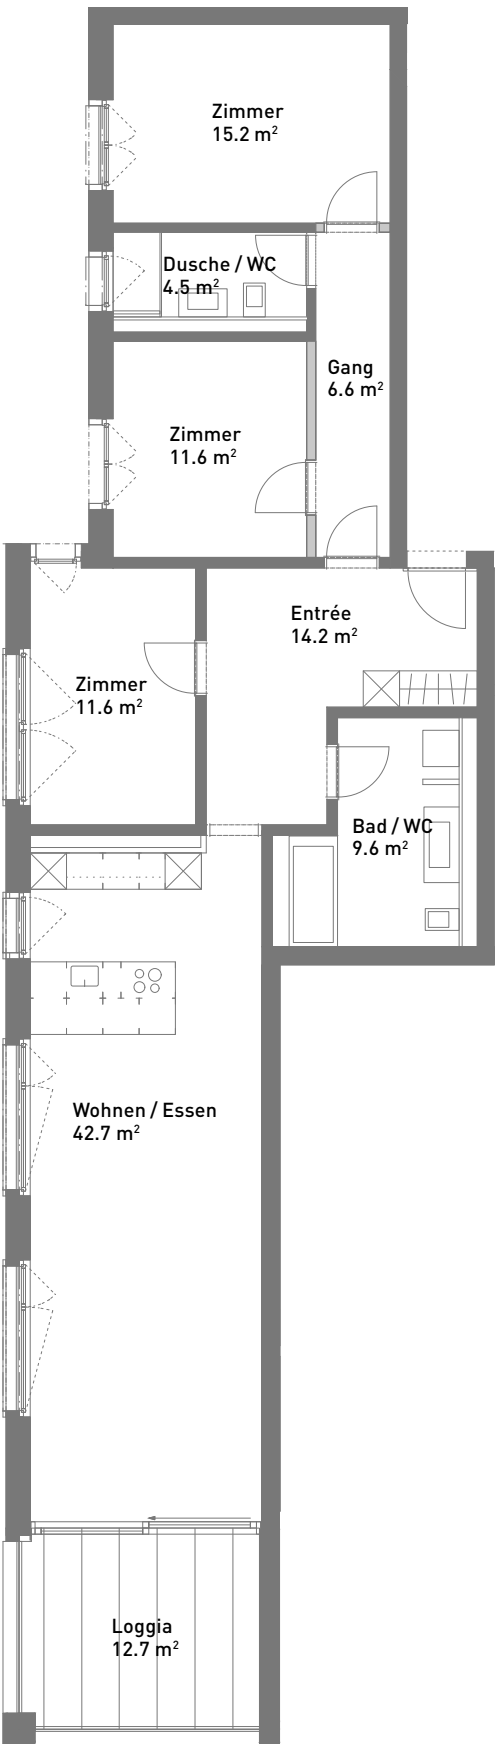 Zimmer
15.2 m²
Dusche / WC
4.5 m²
Gang
6.6 m²
Zimmer
11.6 m²
Entrée
14.2 m²
Zimmer
11.6 m²
Bad / WC
9.6 m²
Wohnen / Essen
42.7 m²
Loggia
12.7 m²